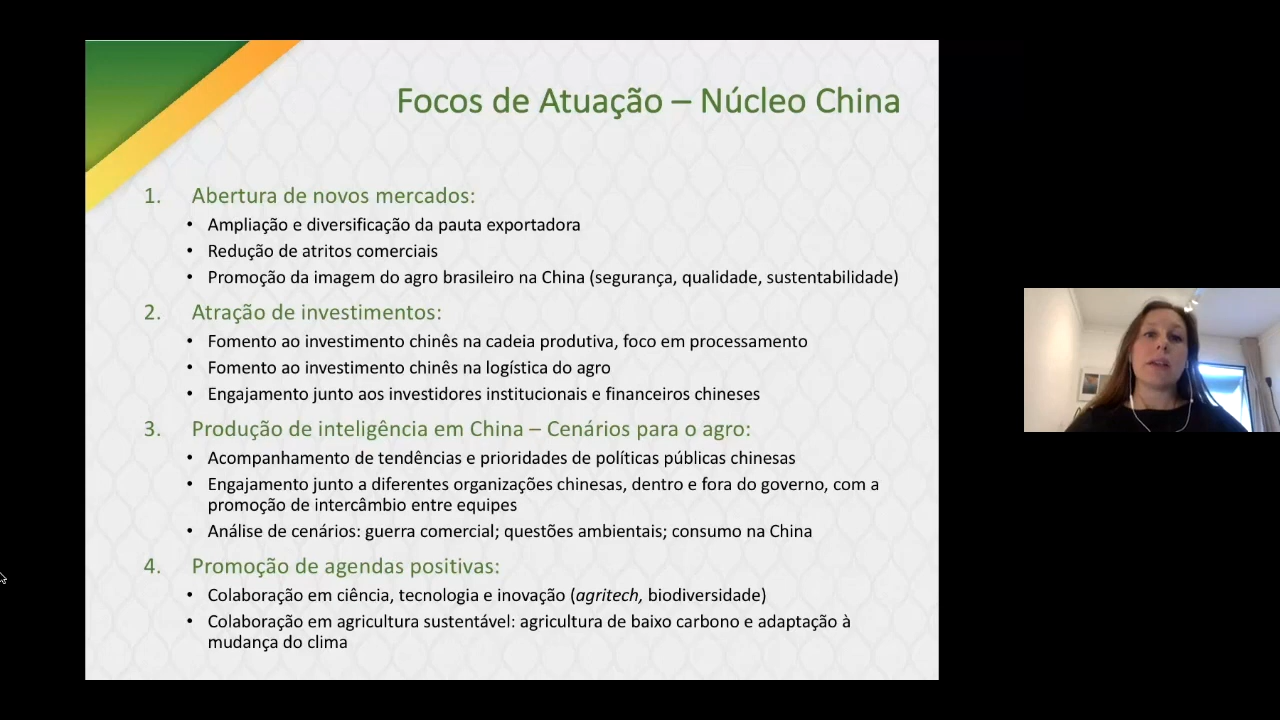 Focos de Atuação – Núcleo China
1. Abertura de novos mercados:
• Ampliação e diversificação da pauta exportadora
• Redução de atritos comerciais
• Promoção da imagem do agro brasileiro na China (segurança, qualidade, sustentabilidade)
2. Atração de investimentos:
• Fomento ao investimento chinês na cadeia produtiva, foco em processamento
• Fomento ao investimento chinês na logística do agro
• Engajamento junto aos investidores institucionais e financeiros chineses
3. Produção de inteligência em China – Cenários para o agro:
• Acompanhamento de tendências e prioridades de políticas públicas chinesas
• Engajamento junto a diferentes organizações chinesas, dentro e fora do governo, com a
promoção de intercâmbio entre equipes
• Análise de cenários: guerra comercial; questões ambientais; consumo na China
4. Promoção de agendas positivas:
• Colaboração em ciência, tecnologia e inovação (agritech, biodiversidade)
• Colaboração em agricultura sustentável: agricultura de baixo carbono e adaptação à
mudança do clima